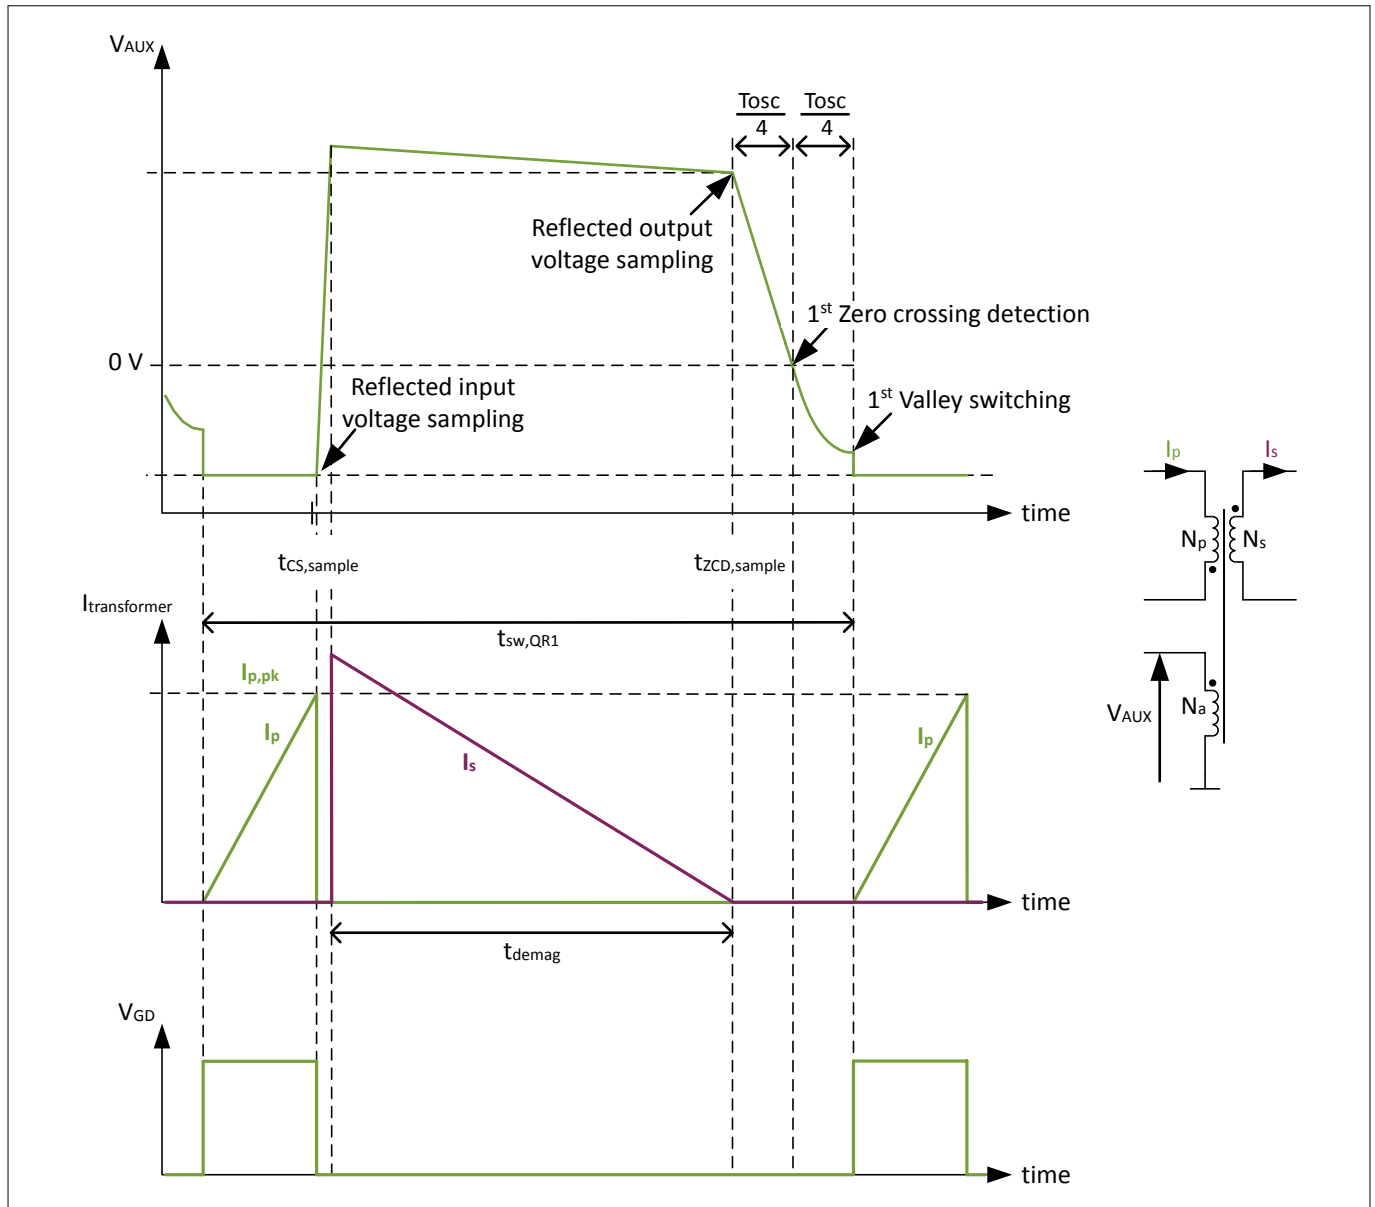 VAUX
Tosc
4
Tosc
4
Reflected output
voltage sampling
1st Zero crossing detection
0 V
Reflected input
voltage sampling
1st Valley switching
time
tCS,sample
tZCD,sample
Itransformer
tsw,QR1
Ip,pk
Ip
Is
Ip
time
tdemag
VGD
time
Ip
Is
Np
Ns
VAUX
Na